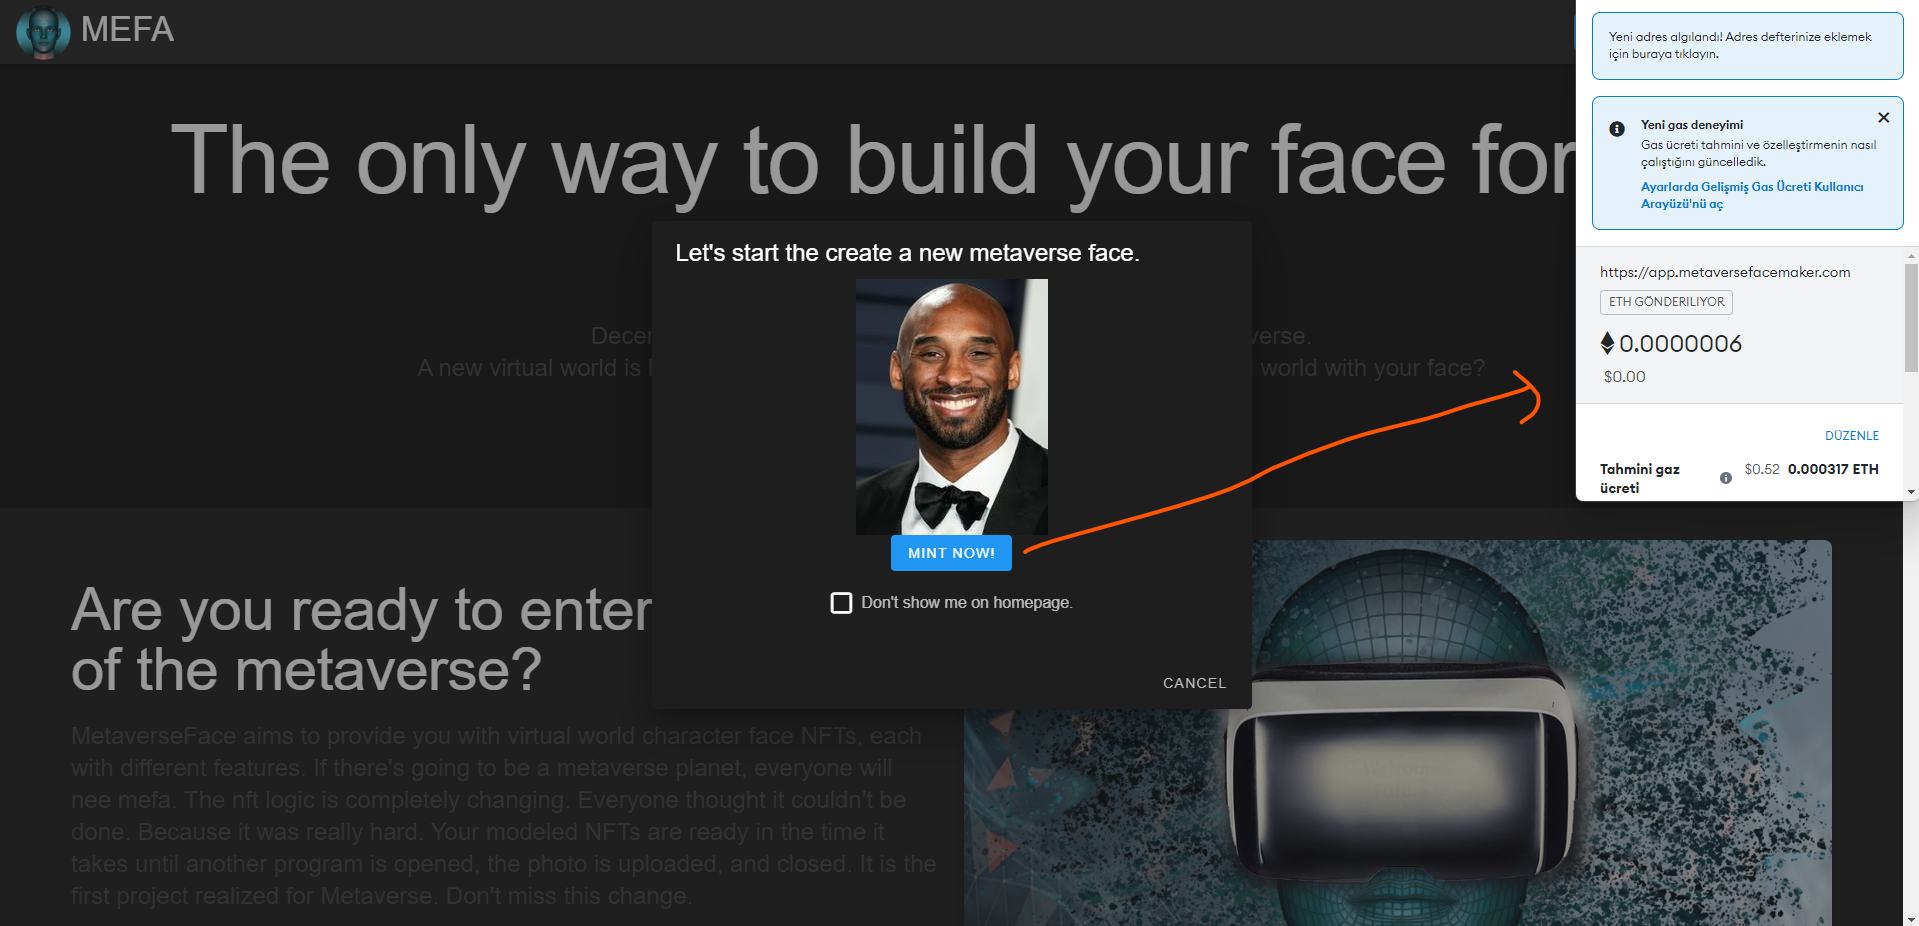 MEFA
The only way to build your face for
Let's start the create a new metaverse face.
Decen
verse.
A new virtual world is
world with your face?
MINT NOW!
Don't show me on homepage.
CANCEL
Are you ready to enter
of the metaverse?
MetaverseFace aims to provide you with virtual world character face NFTs, each
with different features. If there's going to be a metaverse planet, everyone will
nee mefa. The nft logic is completely changing. Everyone thought it couldn't be
done. Because it was really hard. Your modeled NFTs are ready in the time it
takes until another program is opened, the photo is uploaded, and closed. It is the
first project realized for Metaverse. Don't miss this change.
Yeni adres algılandı! Adres defterinize eklemek
için buraya tıklayın.
Yeni gas deneyimi
Gas ücreti tahmini ve özelleştirmenin nasıl
çalıştığını güncelledik.
Ayarlarda Gelişmiş Gas Ücreti Kullanıcı
Arayüzü'nü aç
https://app.metaversefacemaker.com
ETH GÖNDERILIYOR
0.0000006
$0.00
DÜZENLE
Tahmini gaz
ücreti
$0.52 0.000317 ETH